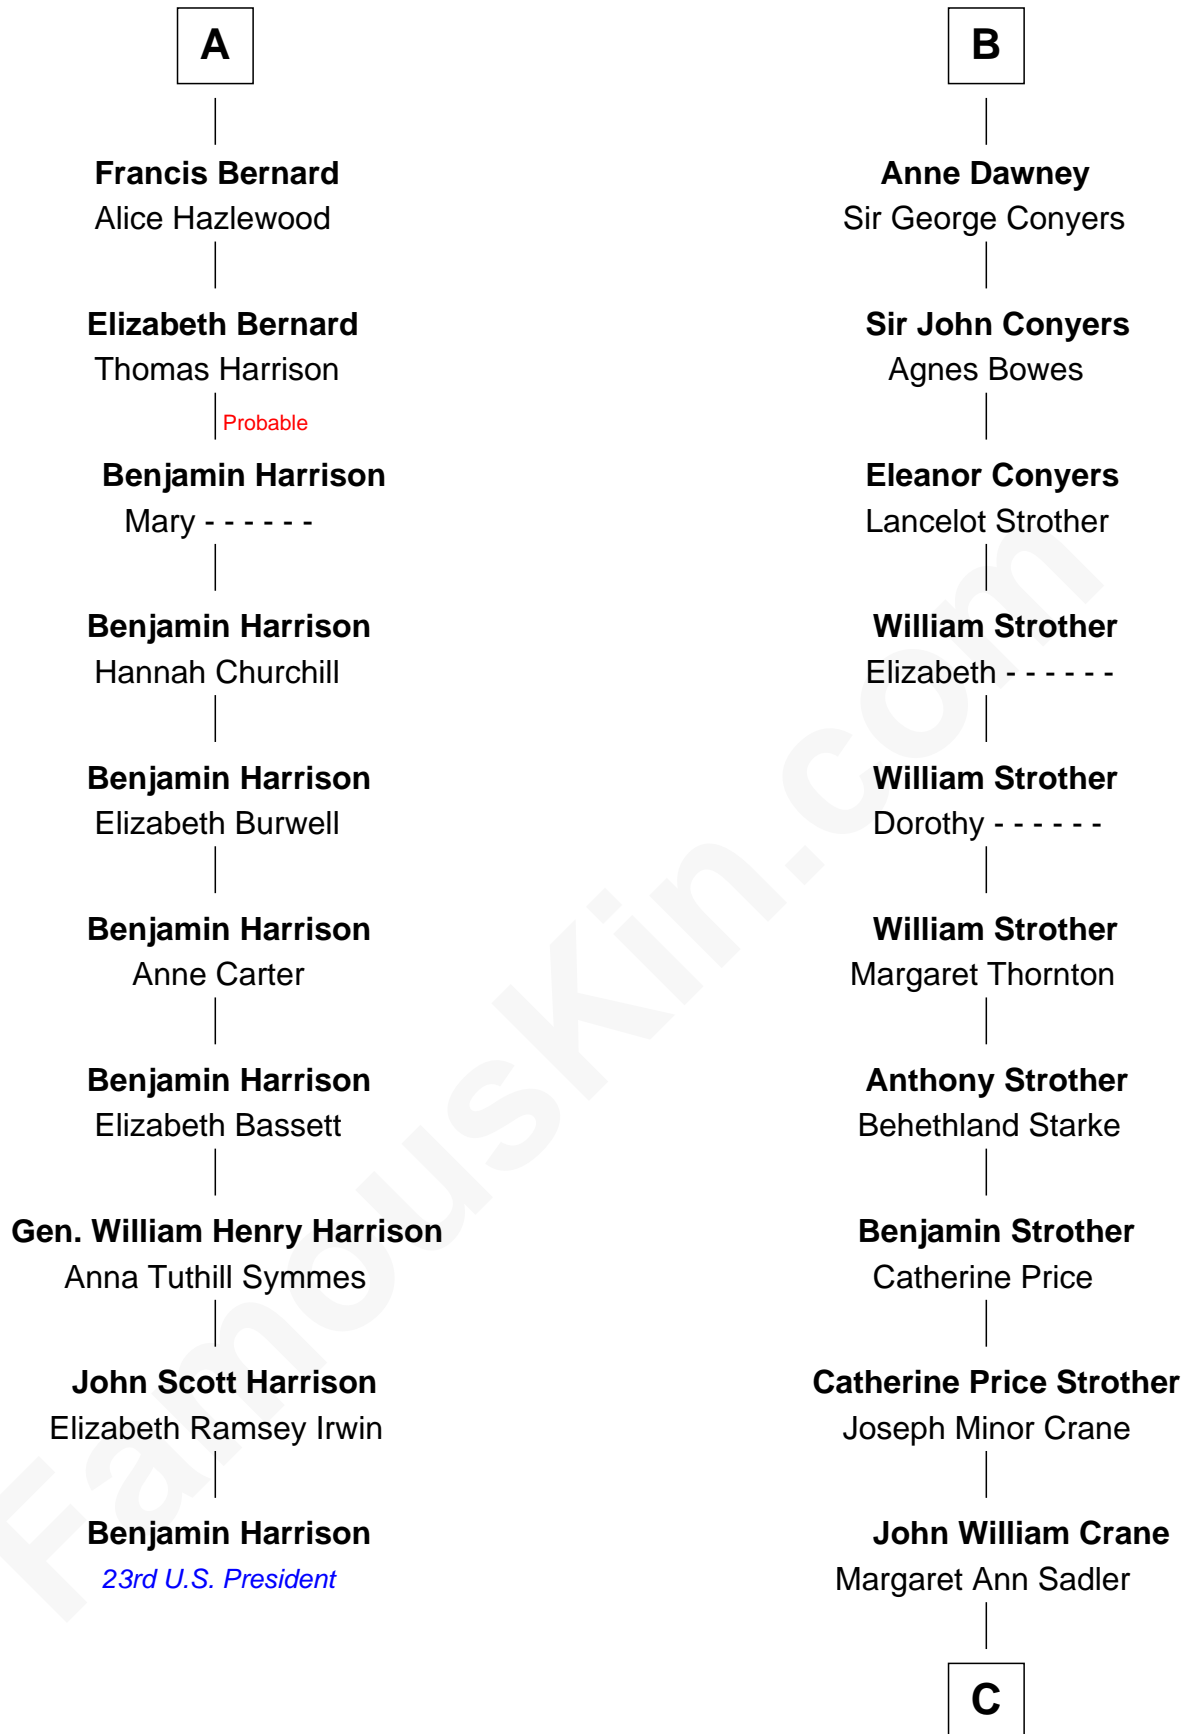 A
Francis Bernard
Alice Hazlewood
Elizabeth Bernard
Thomas Harrison
Probable
Benjamin Harrison
Mary - - - - - -
Benjamin Harrison
Hannah Churchill
Benjamin Harrison
Elizabeth Burwell
Benjamin Harrison
Anne Carter
Benjamin Harrison
Elizabeth Bassett
Gen. William Henry Harrison
Anna Tuthill Symmes
John Scott Harrison
Elizabeth Ramsey Irwin
Benjamin Harrison
23rd U.S. President
B
Anne Dawney
Sir George Conyers
Sir John Conyers
Agnes Bowes
Eleanor Conyers
Lancelot Strother
William Strother
Elizabeth - - - - - -
William Strother
Dorothy - - - - - -
William Strother
Margaret Thornton
Anthony Strother
Behethland Starke
Benjamin Strother
Catherine Price
Catherine Price Strother
Joseph Minor Crane
John William Crane
Margaret Ann Sadler
C
FamousKin.com